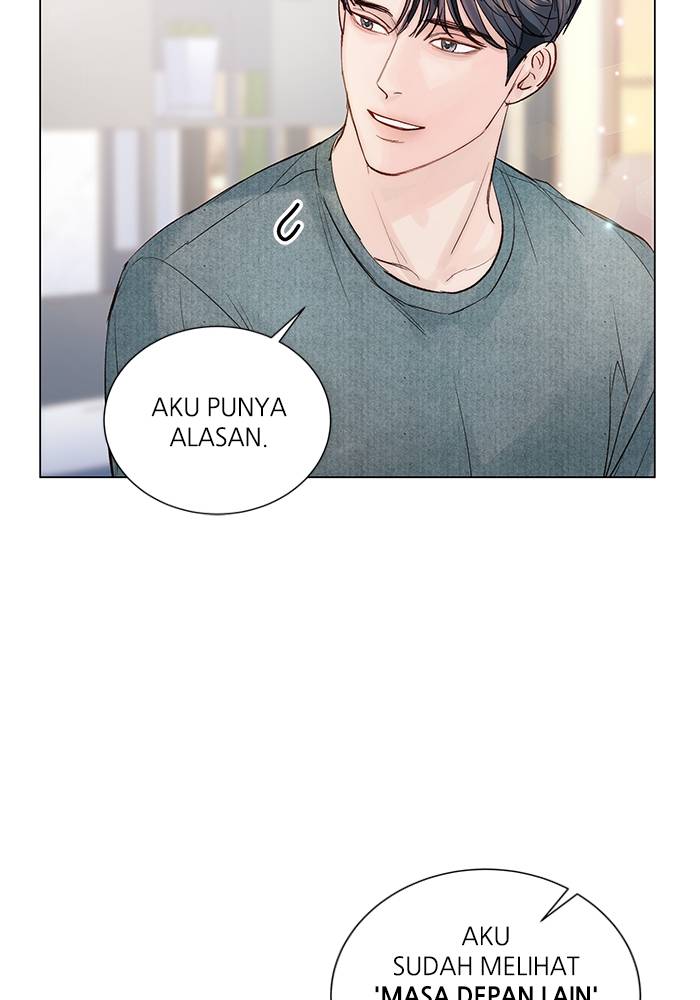 AKU PUNYA
ALASAN.
AKU
SUDAH MELIHAT
'MASA DEPAN LAIN'